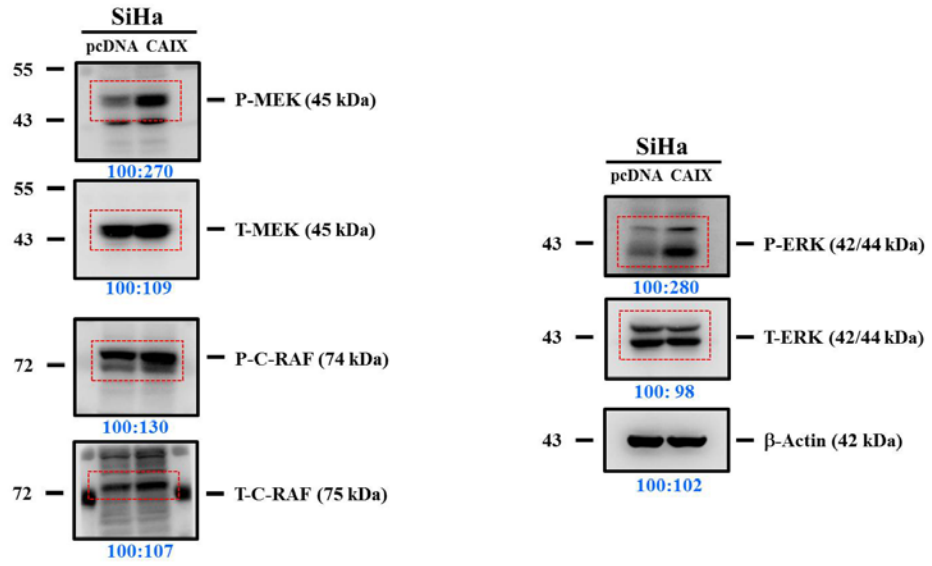 SiHa
pcDNA CAIX
55
43
P-MEK (45 kDa)
100:270
55
43
T-MEK (45 kDa)
100:109
72
P-C-RAF (74 kDa)
100:130
72
T-C-RAF (75 kDa)
100:107
SiHa
pcDNA CAIX
43
P-ERK (42/44 kDa)
100:280
43
T-ERK (42/44 kDa)
100: 98
43
β-Actin (42 kDa)
100:102